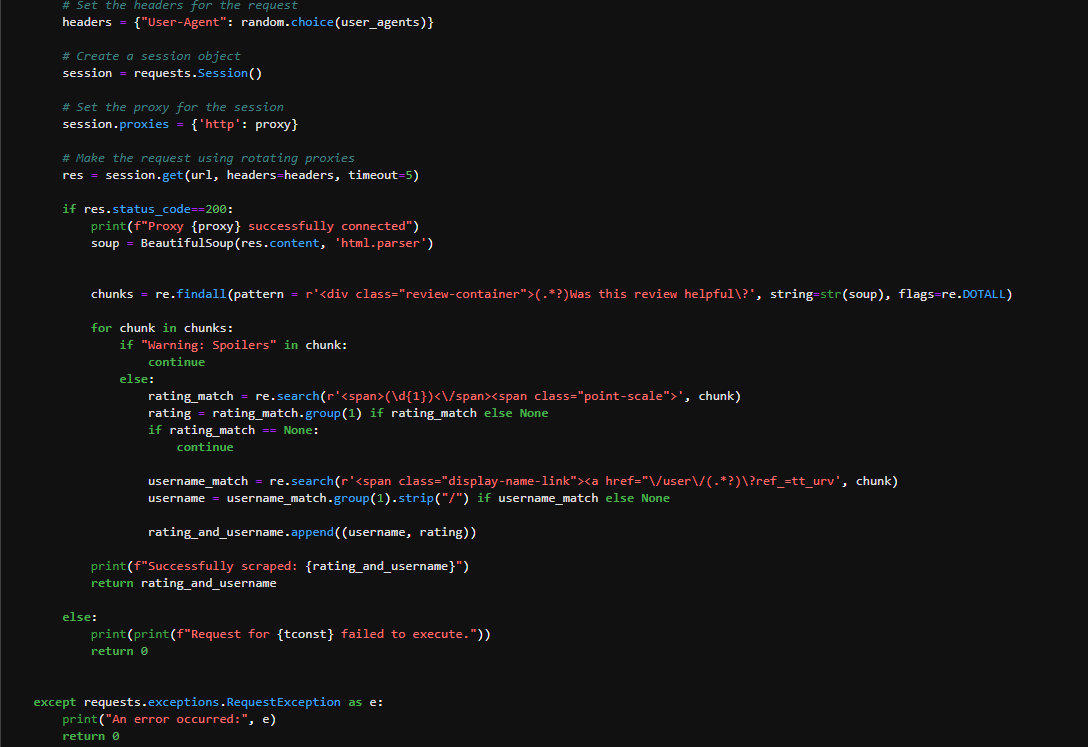 # Set the headers for the request
headers = {"User-Agent": random.choice(user_agents)}
# Create a session object
session = requests.Session()
# Set the proxy for the session
session.proxies = {'http': proxy}
# Make the request using rotating proxies
res = session.get(url, headers=headers, timeout=5)
if res.status_code==200:
print(f"Proxy {proxy} successfully connected")
soup = BeautifulSoup(res.content, 'html.parser')
chunks = re.findall(pattern = r'<div class="review-container">(.*?)Was this review helpful\?', string=str(soup), flags=re.DOTALL)
for chunk in chunks:
if "Warning: Spoilers" in chunk:
continue
else:
rating_match = re.search(r'<span>(\d{1})<\/span><span class="point-scale">', chunk)
rating = rating_match.group(1) if rating_match else None
if rating_match == None:
continue
username_match = re.search(r'<span class="display-name-link"><a href="\/user\/(.*?)\?ref_=tt_urv', chunk)
username = username_match.group(1).strip("/") if username_match else None
rating_and_username.append((username, rating))
print(f"Successfully scraped: {rating_and_username}")
return rating_and_username
else:
print(print(f"Request for {tconst} failed to execute."))
return 0
except requests.exceptions.RequestException as e:
print("An error occurred:", e)
return 0